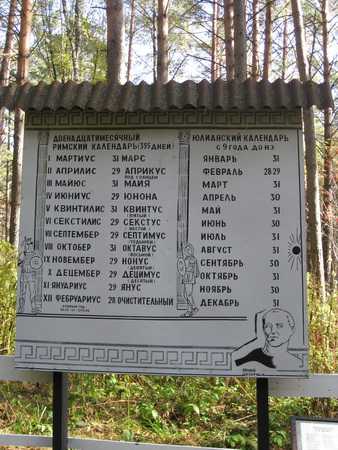 ДВЕНАДЦАТИМЕСЯЧНЫЙ
РИМСКИЙ КАЛЕНДАРЬ (355 ДНЕЙ)
I МАРТИУС 31 МАРС
II АПРИЛИС 29 АПРИКУС
III МАЙЮС 31 МАЙЯ
IV ИЮНИУС 29 ЮНОНА
V КВИНТИЛИС 31 КВИНТУС
(ПЯТЫЙ)
VI СЕКСТИЛИС 29 СЕКСТУС
VII СЕПТЕМБЕР 29 СЕПТИМУС
VIII ОКТОБЕР 31 ОКТАВУС
(ВОСЬМОЙ)
IX НОВЕМБЕР 29 НОНУС
(ДЕВЯТЫЙ)
X ДЕЦЕМБЕР 29 ДЕЦИМУС
(ДЕСЯТЫЙ)
XI ЯНУАРИУС 29 ЯНУС
XII ФЕБРУАРИУС 28 ОЧИСТИТЕЛЬНЫЙ
ЮЛИАНСКИЙ КАЛЕНДАРЬ
ЯНВАРЬ 31
ФЕВРАЛЬ 28 29
МАРТ 31
АПРЕЛЬ 30
МАЙ 31
ИЮНЬ 30
ИЮЛЬ 31
АВГУСТ 31
СЕНТЯБРЬ 30
ОКТЯБРЬ 31
НОЯБРЬ 30
ДЕКАБРЬ 31